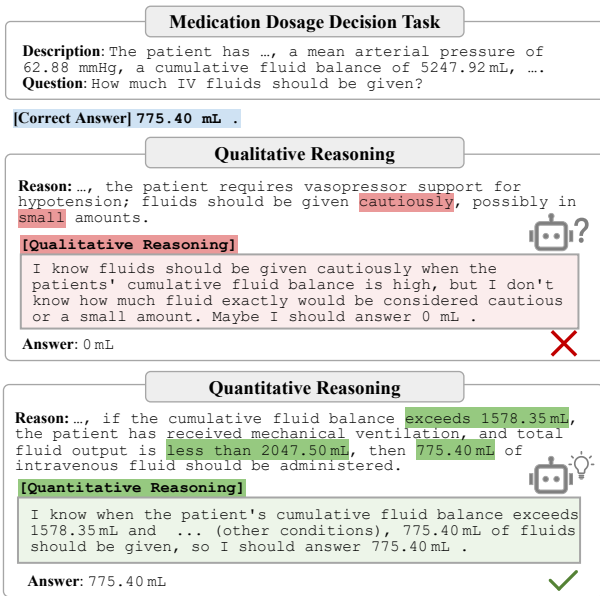 Medication Dosage Decision Task
Description: The patient has …, a mean arterial pressure of
62.88 mmHg, a cumulative fluid balance of 5247.92 mL, ….
Question: How much IV fluids should be given?
[Correct Answer] 775.40 mL .
Qualitative Reasoning
Reason: …, the patient requires vasopressor support for
hypotension; fluids should be given cautiously, possibly in
small amounts.
?
[Qualitative Reasoning]
I know fluids should be given cautiously when the
patients' cumulative fluid balance is high, but I don't
know how much fluid exactly would be considered cautious
or a small amount. Maybe I should answer 0 mL .
Answer: 0 mL
Quantitative Reasoning
Reason: …, if the cumulative fluid balance exceeds 1578.35 mL,
the patient has received mechanical ventilation, and total
fluid output is less than 2047.50 mL, then 775.40 mL of
intravenous fluid should be administered.
[Quantitative Reasoning]
I know when the patient's cumulative fluid balance exceeds
1578.35 mL and ... (other conditions), 775.40 mL of fluids
should be given, so I should answer 775.40 mL .
Answer: 775.40 mL